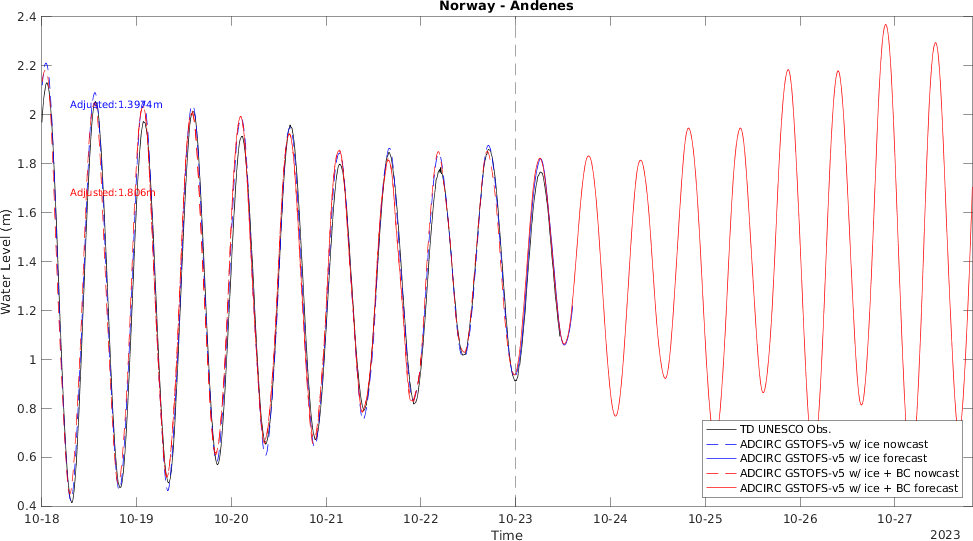 Norway - Andenes
2.4
2.2
2
1.8
1.6
1.4
1.2
1
0.8
0.6
0.4
Water Level (m)
Adjusted:1.3974m
Adjusted:1.806m
TD UNESCO Obs.
ADCIRC GSTOFS-v5 w/ ice nowcast
ADCIRC GSTOFS-v5 w/ ice forecast
ADCIRC GSTOFS-v5 w/ ice + BC nowcast
ADCIRC GSTOFS-v5 w/ ice + BC forecast
10-18 10-19 10-20 10-21 10-22 10-23 10-24 10-25 10-26 10-27
Time
2023